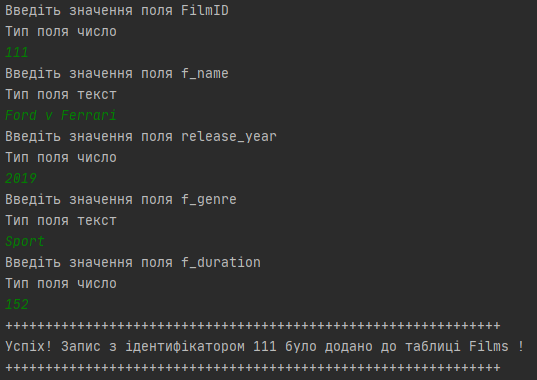 Введіть значення поля FilmID
Тип поля число
111
Введіть значення поля f_name
Тип поля текст
Ford v Ferrari
Введіть значення поля release_year
Тип поля число
2019
Введіть значення поля f_genre
Тип поля текст
Sport
Введіть значення поля f_duration
Тип поля число
152
++++++++++++++++++++++++++++++++++++++++++++++++++++++++++++++
Успіх! Запис з ідентифікатором 111 було додано до таблиці Films !
++++++++++++++++++++++++++++++++++++++++++++++++++++++++++++++